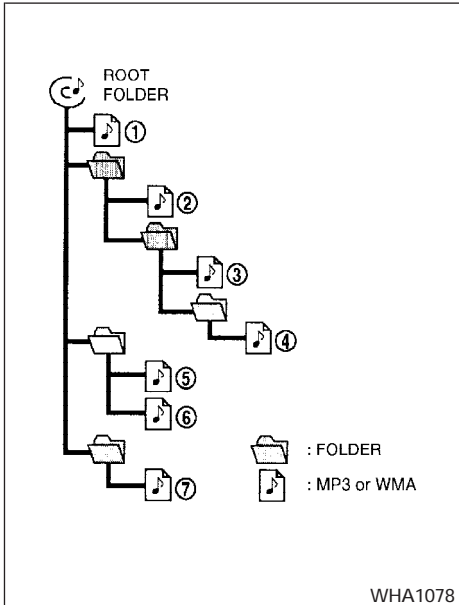 ROOT
FOLDER
①
②
③
④
⑤
⑥
⑦
: FOLDER
: MP3 or WMA
WHA1078